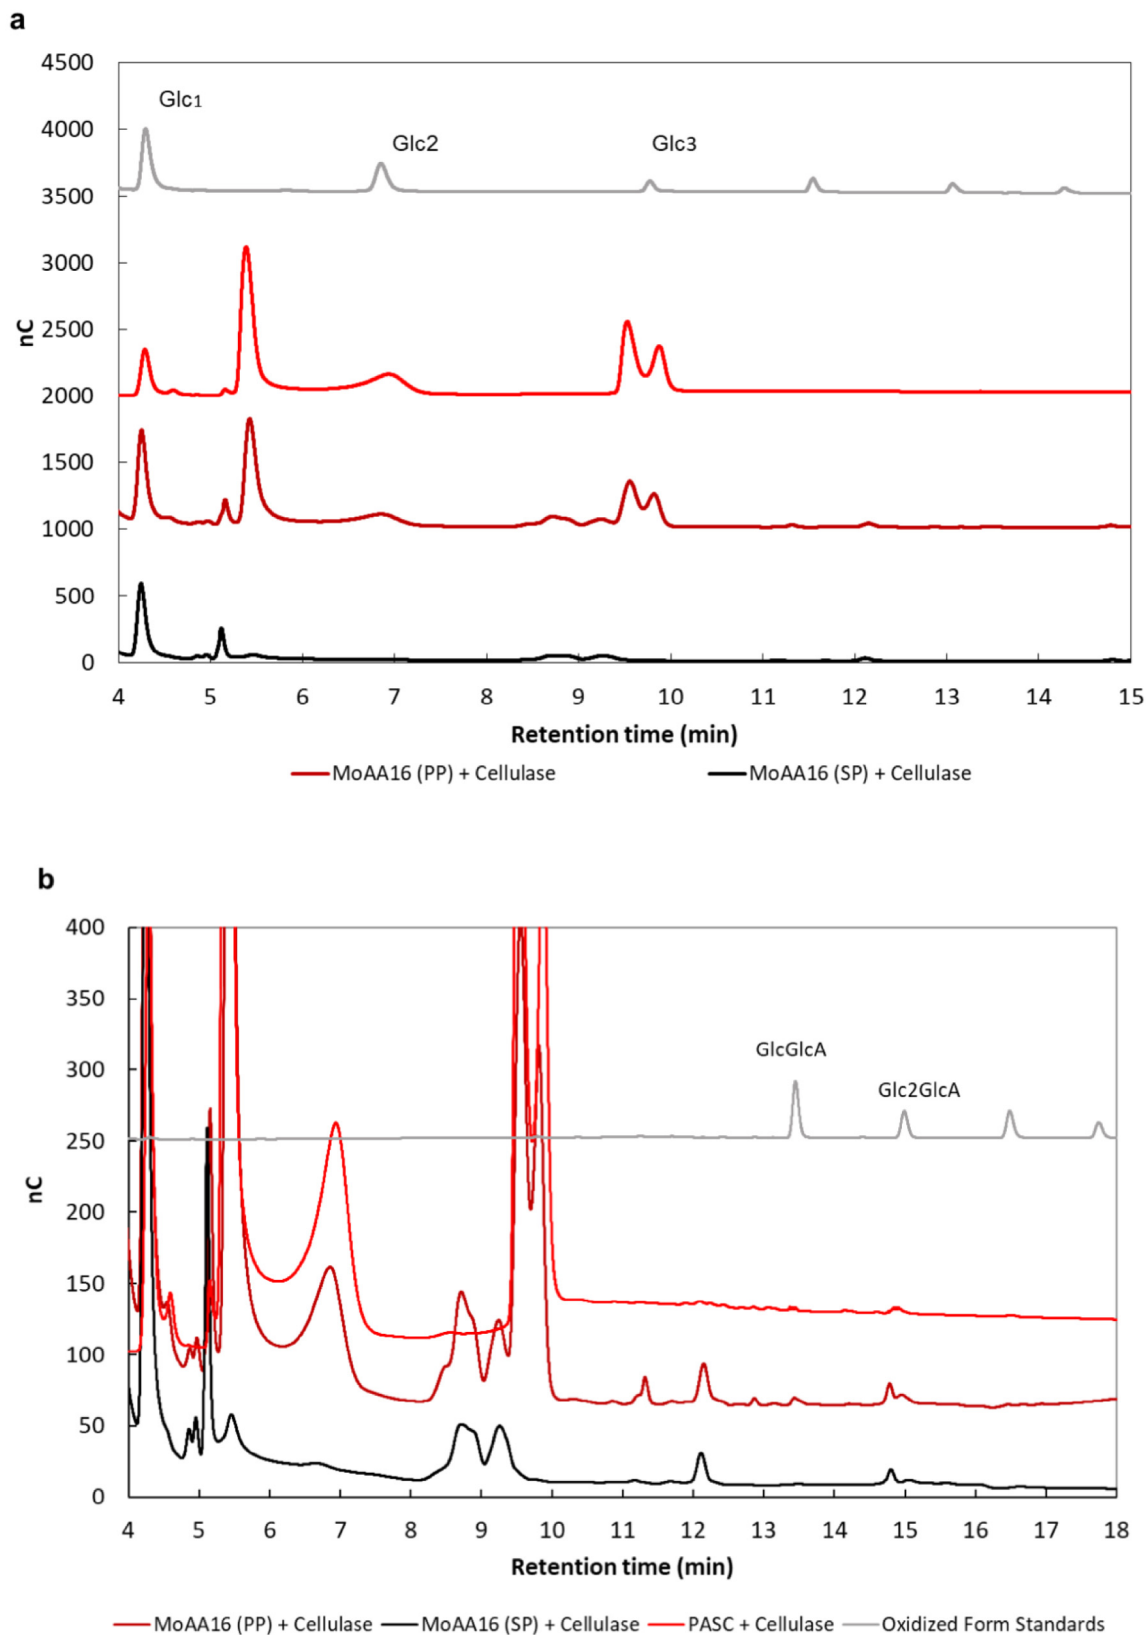 a
4500
4000
3500
3000
2500
2000
1500
1000
500
0
nC
Glc1
Glc2
Glc3
4 5 6 7 8 9 10 11 12 13 14 15
Retention time (min)
MoAA16 (PP) + Cellulase MoAA16 (SP) + Cellulase
b
400
350
300
250
200
150
100
50
0
nC
GlcGlcA
Glc2GlcA
4 5 6 7 8 9 10 11 12 13 14 15 16 17 18
Retention time (min)
MoAA16 (PP) + Cellulase MoAA16 (SP) + Cellulase PASC + Cellulase Oxidized Form Standards